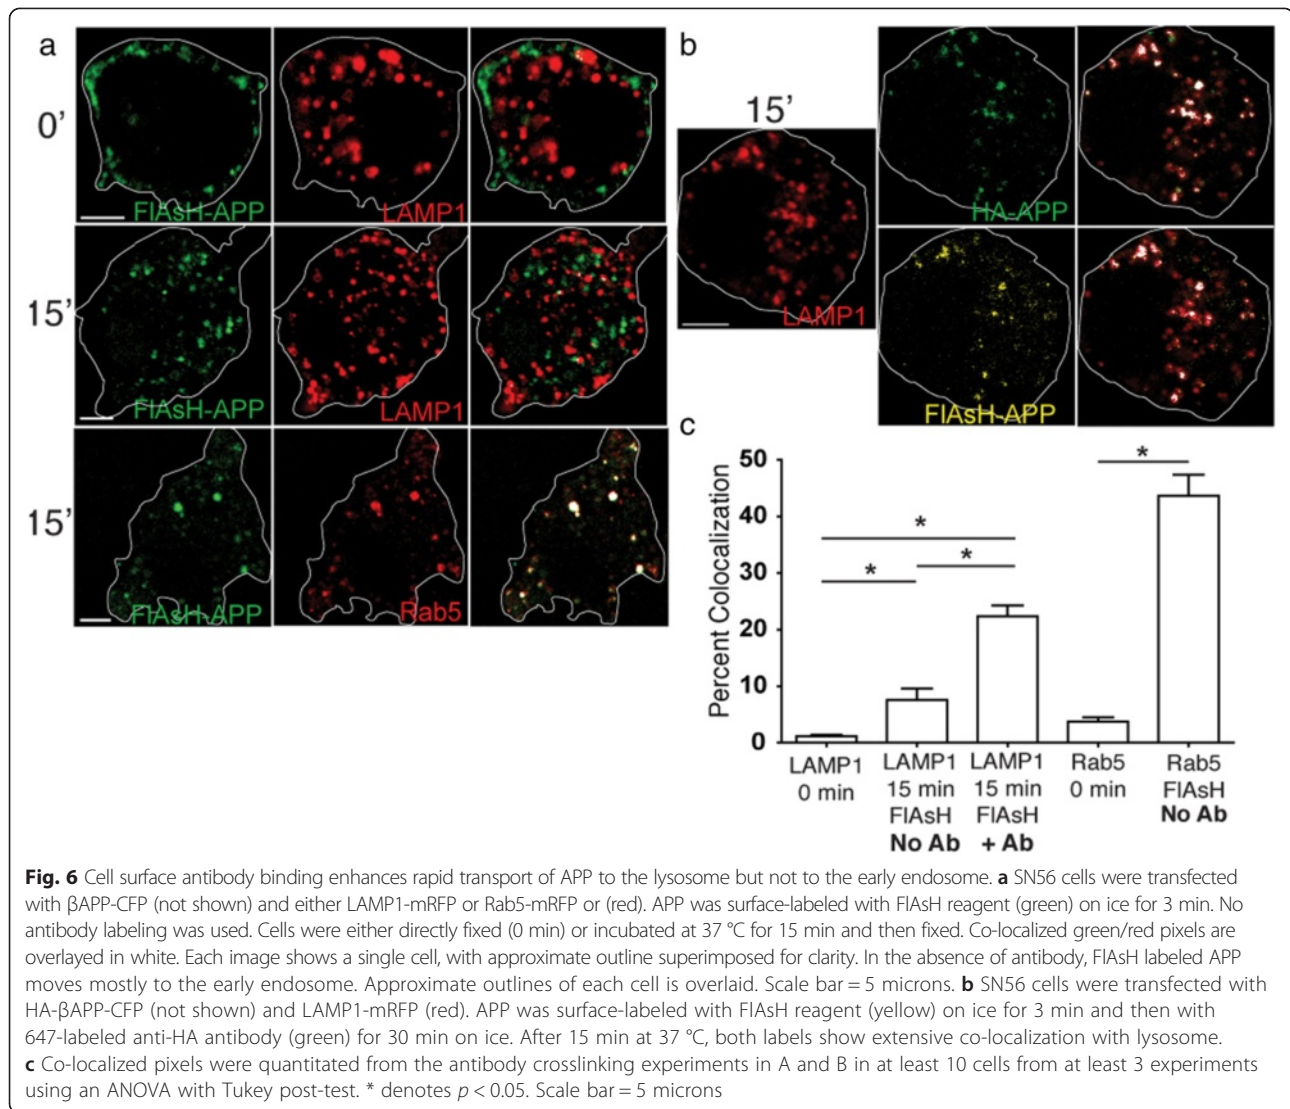 a
0'
FlAsH-APP
LAMP1
15'
FlAsH-APP
LAMP1
15'
FlAsH-APP
Rab5
b
15'
LAMP1
HA-APP
FlAsH-APP
c
Percent Colocalization
50
40
30
20
10
0
*
*
*
*
LAMP1
0 min
LAMP1
15 min
FlAsH
No Ab
LAMP1
15 min
FlAsH
+ Ab
Rab5
0 min
Rab5
FlAsH
No Ab
Fig. 6 Cell surface antibody binding enhances rapid transport of APP to the lysosome but not to the early endosome. a SN56 cells were transfected
with βAPP-CFP (not shown) and either LAMP1-mRFP or Rab5-mRFP or (red). APP was surface-labeled with FlAsH reagent (green) on ice for 3 min. No
antibody labeling was used. Cells were either directly fixed (0 min) or incubated at 37 °C for 15 min and then fixed. Co-localized green/red pixels are
overlayed in white. Each image shows a single cell, with approximate outline superimposed for clarity. In the absence of antibody, FlAsH labeled APP
moves mostly to the early endosome. Approximate outlines of each cell is overlaid. Scale bar = 5 microns. b SN56 cells were transfected with
HA-βAPP-CFP (not shown) and LAMP1-mRFP (red). APP was surface-labeled with FlAsH reagent (yellow) on ice for 3 min and then with
647-labeled anti-HA antibody (green) for 30 min on ice. After 15 min at 37 °C, both labels show extensive co-localization with lysosome.
c Co-localized pixels were quantitated from the antibody crosslinking experiments in A and B in at least 10 cells from at least 3 experiments
using an ANOVA with Tukey post-test. * denotes p < 0.05. Scale bar = 5 microns